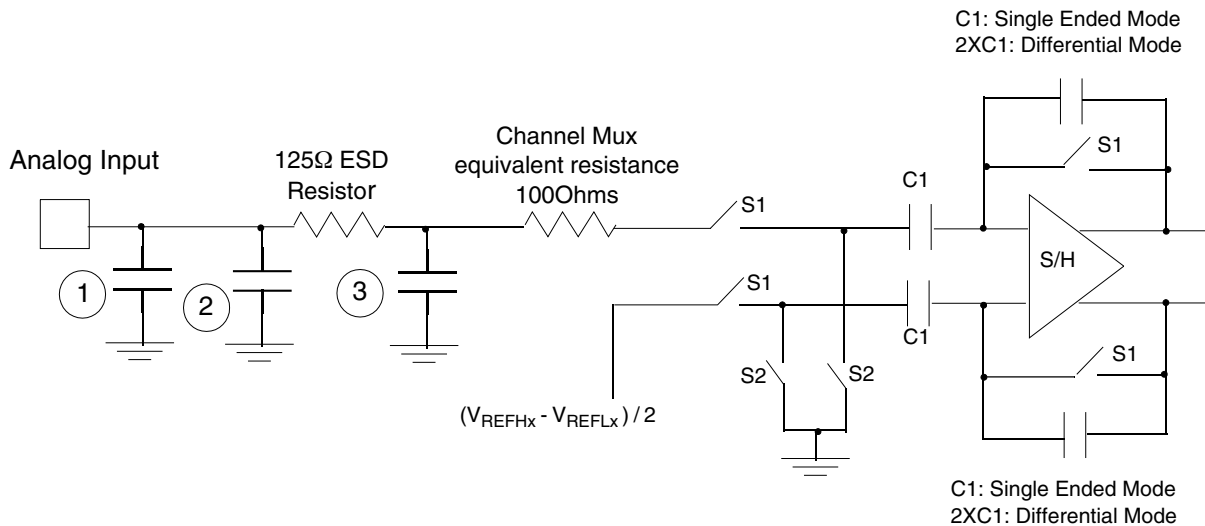 C1: Single Ended Mode
2XC1: Differential Mode
Analog Input
125Ω ESD
Resistor
Channel Mux
equivalent resistance
100Ohms
S1
C1
S1
S/H
1
2
3
S1
C1
S1
S2
S2
(VREFHx - VREFLx) / 2
C1: Single Ended Mode
2XC1: Differential Mode